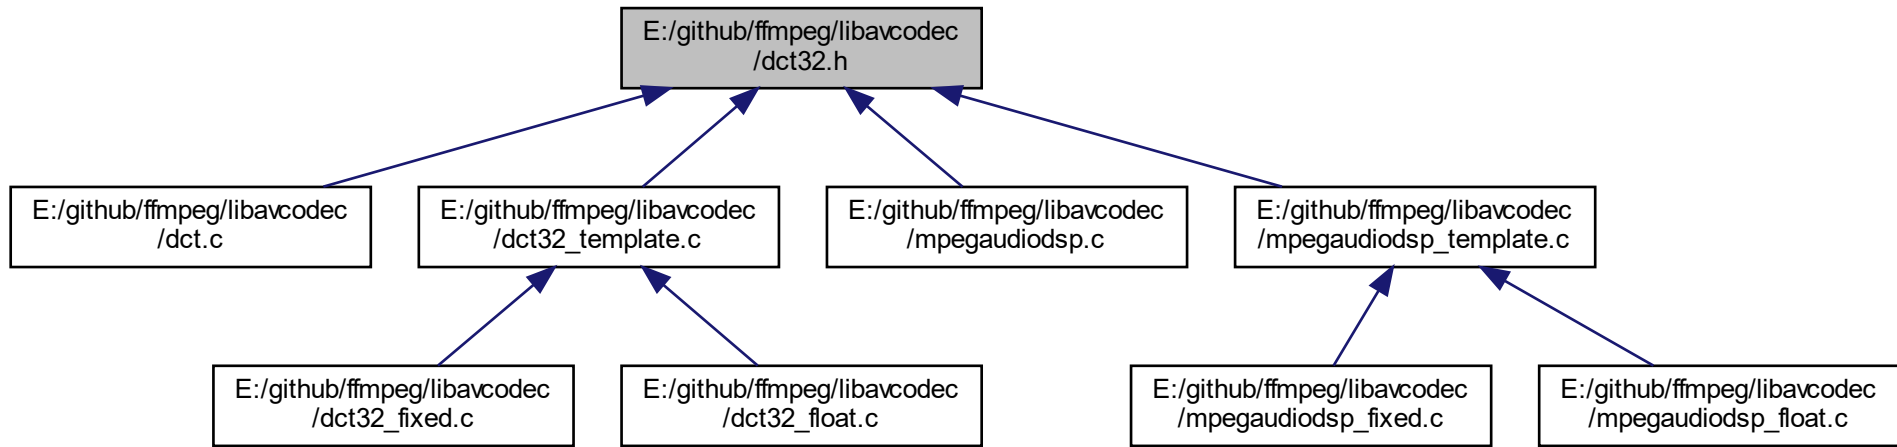 E:/github/ffmpeg/libavcodec
/dct32.h
E:/github/ffmpeg/libavcodec
/dct.c
E:/github/ffmpeg/libavcodec
/dct32_template.c
E:/github/ffmpeg/libavcodec
/mpegaudiodsp.c
E:/github/ffmpeg/libavcodec
/mpegaudiodsp_template.c
E:/github/ffmpeg/libavcodec
/dct32_fixed.c
E:/github/ffmpeg/libavcodec
/dct32_float.c
E:/github/ffmpeg/libavcodec
/mpegaudiodsp_fixed.c
E:/github/ffmpeg/libavcodec
/mpegaudiodsp_float.c